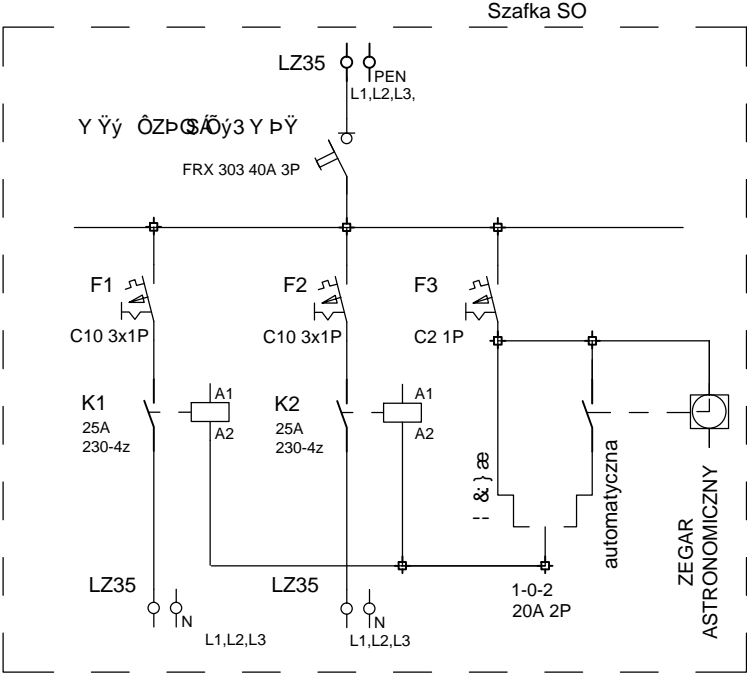 Szafka SO
LZ35
PEN
L1,L2,L3,
FRX 303 40A 3P
F1
F2
F3
C10 3x1P
C10 3x1P
C2 1P
K1
25A
230-4z
A1
A2
K2
25A
230-4z
A1
A2
automatyczna
ZEGAR
ASTRONOMICZNY
LZ35
N
L1,L2,L3
LZ35
N
L1,L2,L3
1-0-2
20A 2P